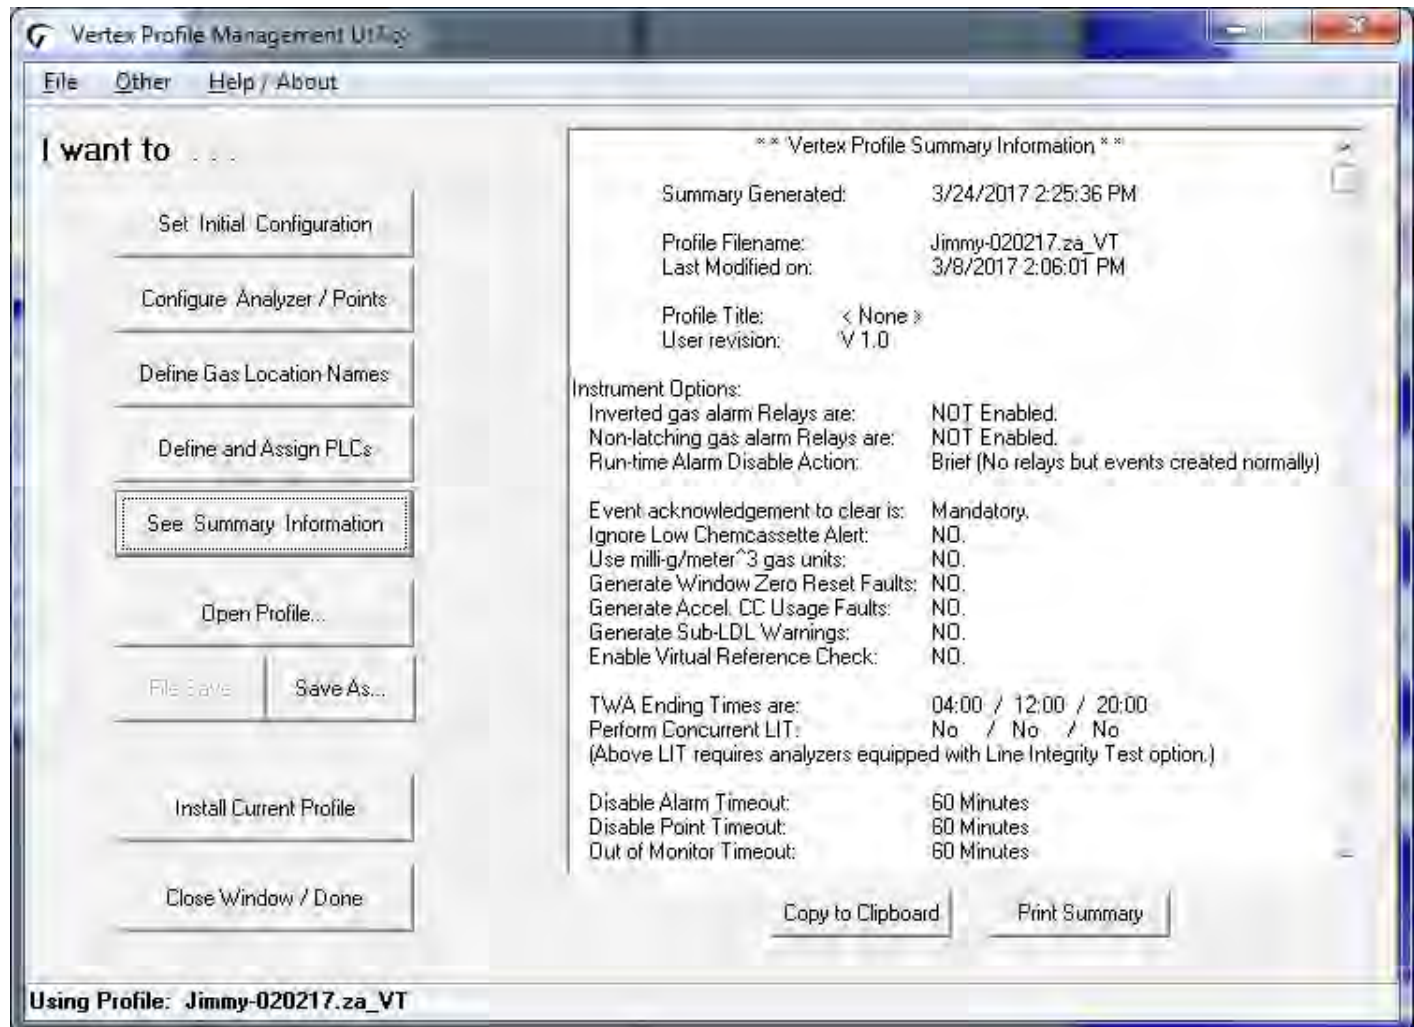 Vertex Profile Management Utility
File Other Help / About
I want to . . .
Set Initial Configuration
Configure Analyzer / Points
Define Gas Location Names
Define and Assign PLCs
See Summary Information
Open Profile...
File Save
Save As...
Install Current Profile
Close Window / Done
** Vertex Profile Summary Information **
Summary Generated: 3/24/2017 2:25:36 PM
Profile Filename: Jimmy-020217.za_VT
Last Modified on: 3/8/2017 2:06:01 PM
Profile Title: < None >
User revision: V 1.0
Instrument Options:
Inverted gas alarm Relays are: NOT Enabled.
Non-latching gas alarm Relays are: NOT Enabled.
Run-time Alarm Disable Action: Brief (No relays but events created normally)
Event acknowledgement to clear is: Mandatory.
Ignore Low Chemcassette Alert: NO.
Use milli-g/meter^3 gas units: NO.
Generate Window Zero Reset Faults: NO.
Generate Accel. CC Usage Faults: NO.
Generate Sub-LDL Warnings: NO.
Enable Virtual Reference Check: NO.
TWA Ending Times are: 04:00 / 12:00 / 20:00
Perform Concurrent LIT: No / No / No
(Above LIT requires analyzers equipped with Line Integrity Test option.)
Disable Alarm Timeout: 60 Minutes
Disable Point Timeout: 60 Minutes
Out of Monitor Timeout: 60 Minutes
Copy to Clipboard
Print Summary
Using Profile: Jimmy-020217.za_VT